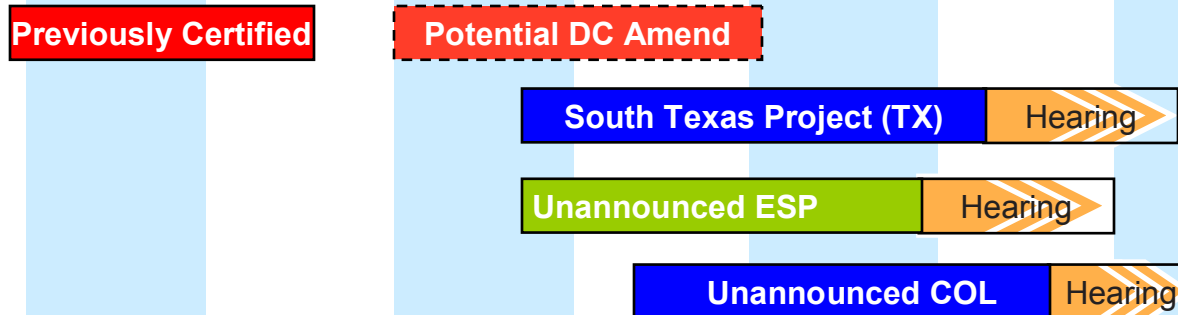 Previously Certified
Potential DC Amend
South Texas Project (TX)
Hearing
Unannounced ESP
Hearing
Unannounced COL
Hearing